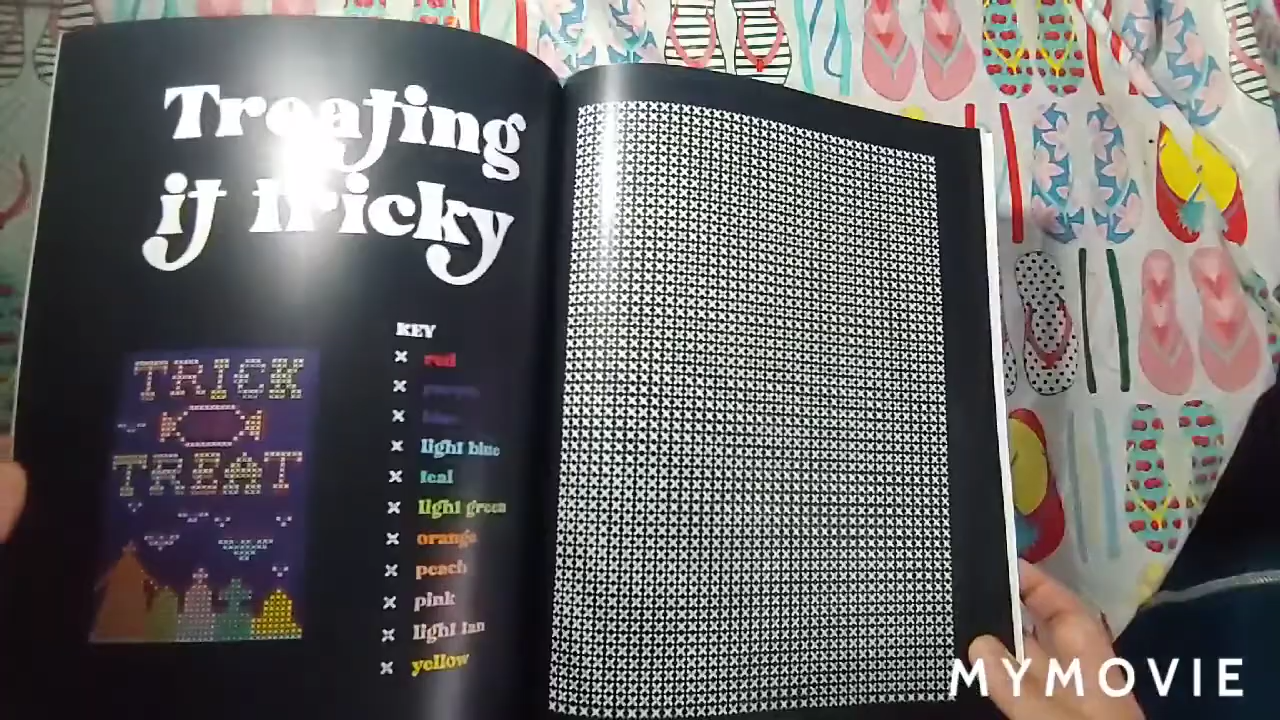 Treating
it tricky
KEY
red
light blue
teal
light green
orange
peach
pink
light tan
yellow
TRICK
TREAT
MYMOVIE